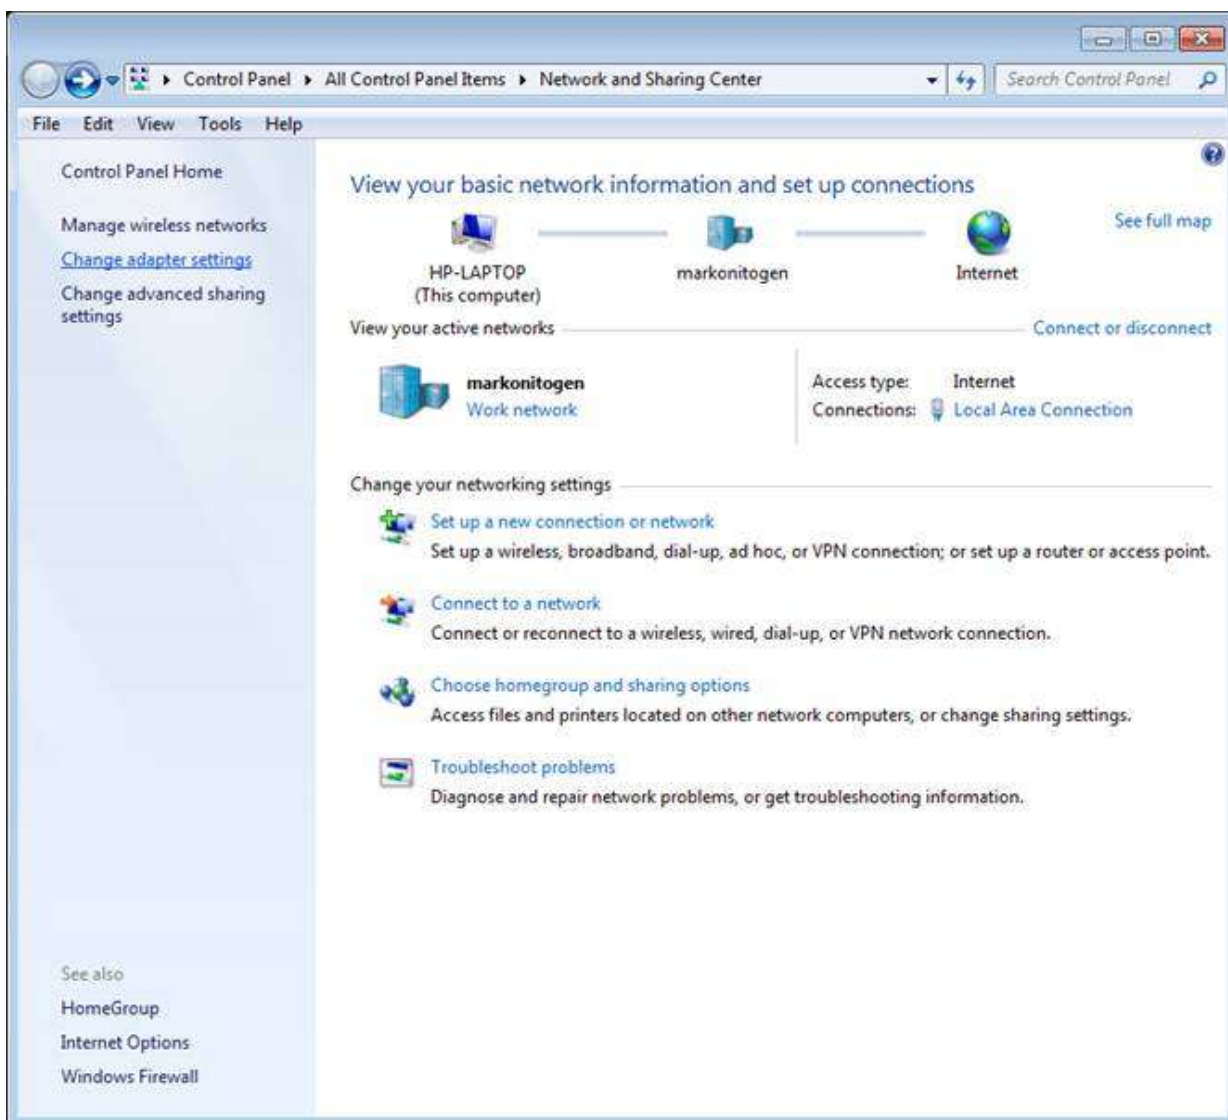 Control Panel All Control Panel Items Network and Sharing Center Search Control Panel
File Edit View Tools Help
Control Panel Home
Manage wireless networks
Change adapter settings
Change advanced sharing
settings
See also
HomeGroup
Internet Options
Windows Firewall
View your basic network information and set up connections
See full map
HP-LAPTOP
(This computer)
markonitogen
Internet
View your active networks
Connect or disconnect
markonitogen
Work network
Access type: Internet
Connections: Local Area Connection
Change your networking settings
Set up a new connection or network
Set up a wireless, broadband, dial-up, ad hoc, or VPN connection; or set up a router or access point.
Connect to a network
Connect or reconnect to a wireless, wired, dial-up, or VPN network connection.
Choose homegroup and sharing options
Access files and printers located on other network computers, or change sharing settings.
Troubleshoot problems
Diagnose and repair network problems, or get troubleshooting information.